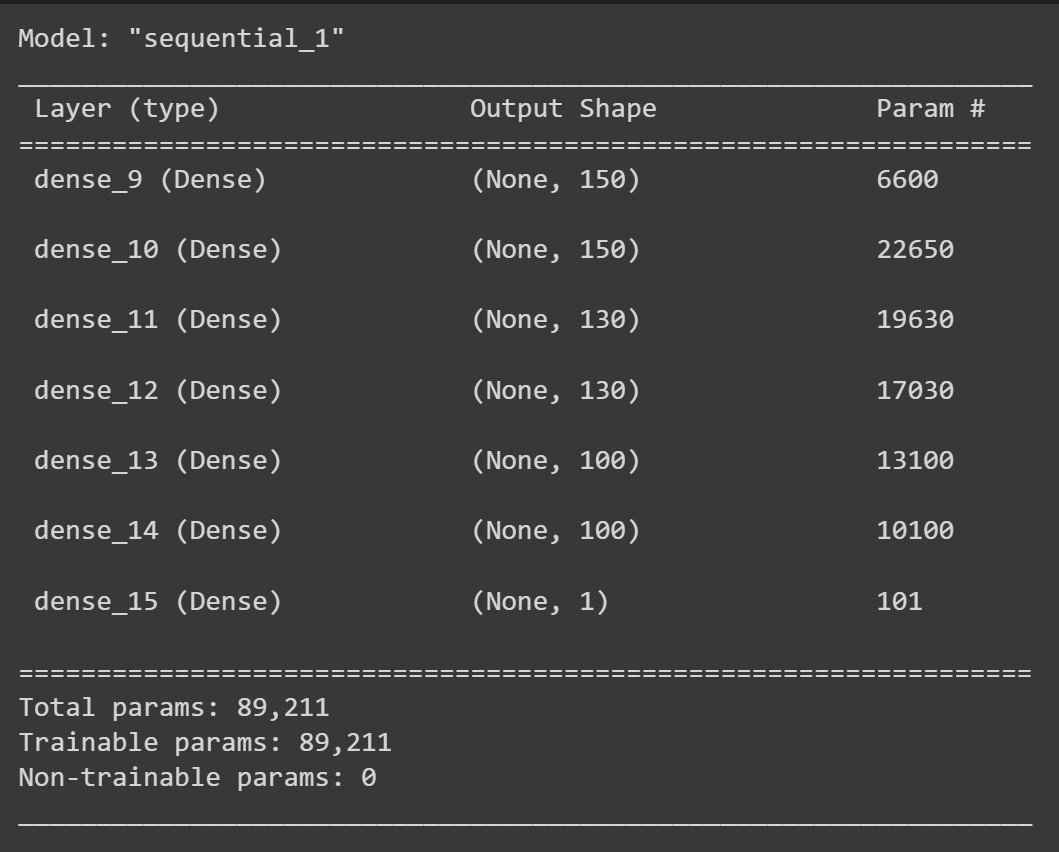 Model: "sequential_1"
_________________________________________________________________
Layer (type)                Output Shape              Param #
=================================================================
dense_9 (Dense)             (None, 150)               6600
dense_10 (Dense)            (None, 150)               22650
dense_11 (Dense)            (None, 130)               19630
dense_12 (Dense)            (None, 130)               17030
dense_13 (Dense)            (None, 100)               13100
dense_14 (Dense)            (None, 100)               10100
dense_15 (Dense)            (None, 1)                 101
=================================================================
Total params: 89,211
Trainable params: 89,211
Non-trainable params: 0
_________________________________________________________________